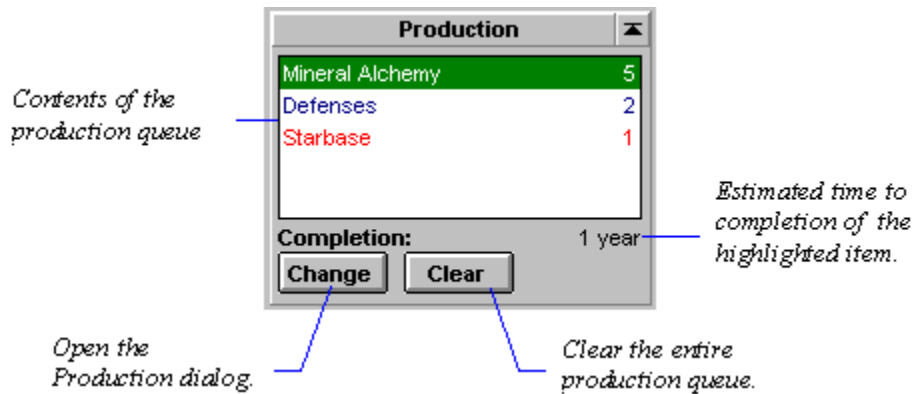 Production
Mineral Alchemy 5
Defenses 2
Starbase 1
Contents of the
production queue
Estimated time to
completion of the
highlighted item.
Completion: 1 year
Change Clear
Open the
Production dialog.
Clear the entire
production queue.